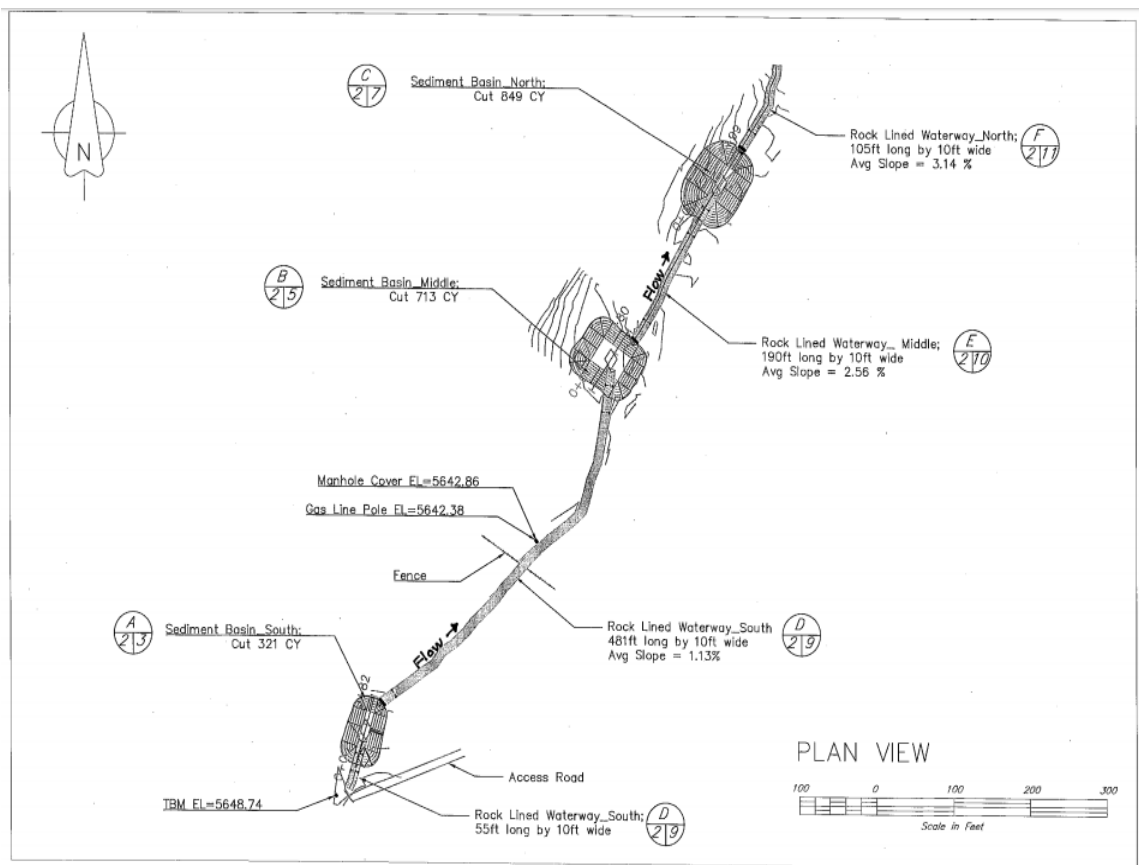 N
C
2 7
Sediment Basin_North;
Cut 849 CY
Rock Lined Waterway_North;
105ft long by 10ft wide
Avg Slope = 3.14 %
F
2 11
B
2 5
Sediment Basin_Middle;
Cut 713 CY
Flow
Rock Lined Waterway_ Middle;
190ft long by 10ft wide
Avg Slope = 2.56 %
E
2 10
Manhole Cover EL=5642.86
Gas Line Pole EL=5642.38
Fence
A
2 3
Sediment Basin_South;
Cut 321 CY
Flow
Rock Lined Waterway_South
481ft long by 10ft wide
Avg Slope = 1.13%
D
2 9
Access Road
TBM EL=5648.74
Rock Lined Waterway_South;
55ft long by 10ft wide
D
2 9
PLAN VIEW
100 0 100 200 300
Scale in Feet